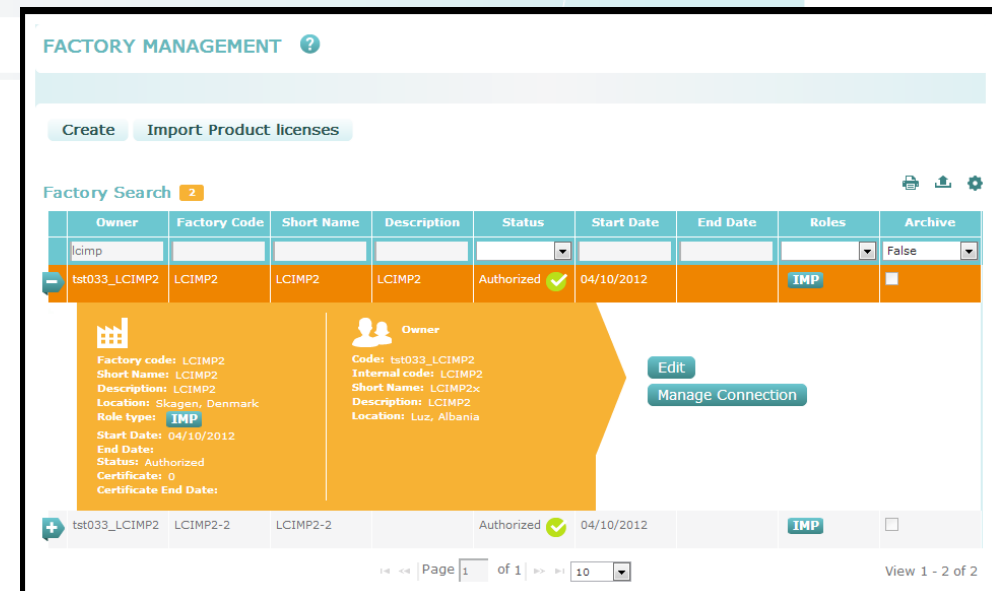 FACTORY MANAGEMENT ?
Create Import Product licenses
Factory Search 2
Owner Factory Code Short Name Description Status Start Date End Date Roles Archive
lcimp False
tst033_LCIMP2 LCIMP2 LCIMP2 LCIMP2 Authorized 04/10/2012 IMP
Factory code: LCIMP2
Short Name: LCIMP2
Description: LCIMP2
Location: Skagen, Denmark
Role type: IMP
Start Date: 04/10/2012
End Date:
Status: Authorized
Certificate: 0
Certificate End Date:
Owner
Code: tst033_LCIMP2
Internal code: LCIMP2
Short Name: LCIMP2x
Description: LCIMP2
Location: Luz, Albania
Edit
Manage Connection
tst033_LCIMP2 LCIMP2-2 LCIMP2-2 Authorized 04/10/2012 IMP
Page 1 of 1 10 View 1 - 2 of 2